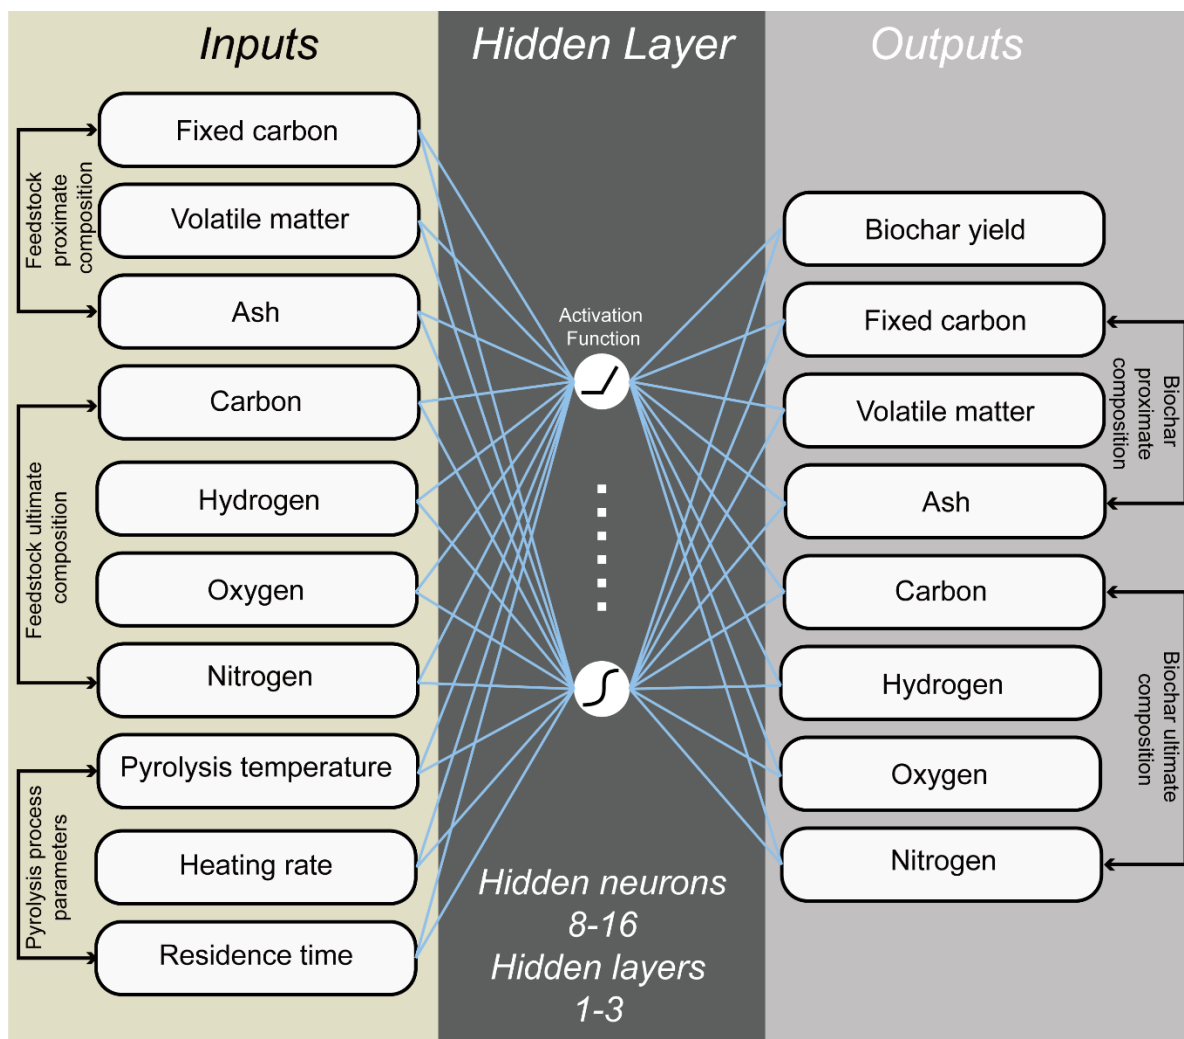 Inputs
Hidden Layer
Outputs
Fixed carbon
Volatile matter
Ash
Feedstock
proximate
composition
Carbon
Hydrogen
Oxygen
Nitrogen
Feedstock ultimate
composition
Pyrolysis temperature
Heating rate
Residence time
Pyrolysis process
parameters
Activation
Function
Hidden neurons
8-16
Hidden layers
1-3
Biochar yield
Fixed carbon
Volatile matter
Ash
Biochar
proximate
composition
Carbon
Hydrogen
Oxygen
Nitrogen
Biochar ultimate
composition